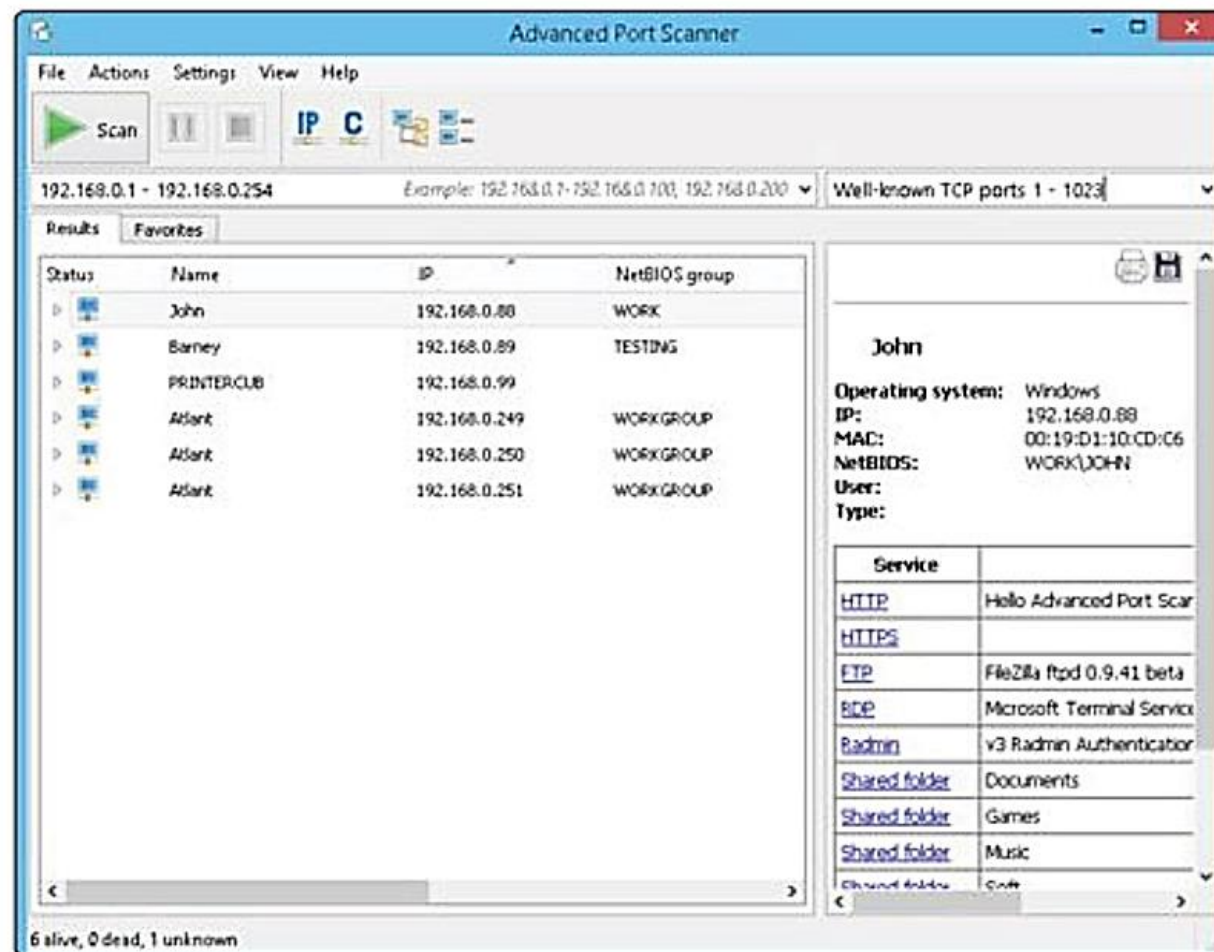 Advanced Port Scanner
File Actions Settings View Help
Scan IP C
192.168.0.1 - 192.168.0.254 Example: 192.168.0.1-192.168.0.100, 192.168.0.200 Well-known TCP ports 1 - 1023
Results Favorites
Status Name IP NetBIOS group
John 192.168.0.88 WORK
Barney 192.168.0.89 TESTING
PRINTERCUB 192.168.0.99
Atlant 192.168.0.249 WORKGROUP
Atlant 192.168.0.250 WORKGROUP
Atlant 192.168.0.251 WORKGROUP
John
Operating system: Windows
IP: 192.168.0.88
MAC: 00:19:D1:10:CD:C6
NetBIOS: WORK\JOHN
User:
Type:
Service
HTTP Hello Advanced Port Scar
HTTPS
FTP FileZilla ftpd 0.9.41 beta
RDP Microsoft Terminal Service
Radmin v3 Radmin Authentication
Shared folder Documents
Shared folder Games
Shared folder Music
Shared folder Soft
6 alive, 0 dead, 1 unknown